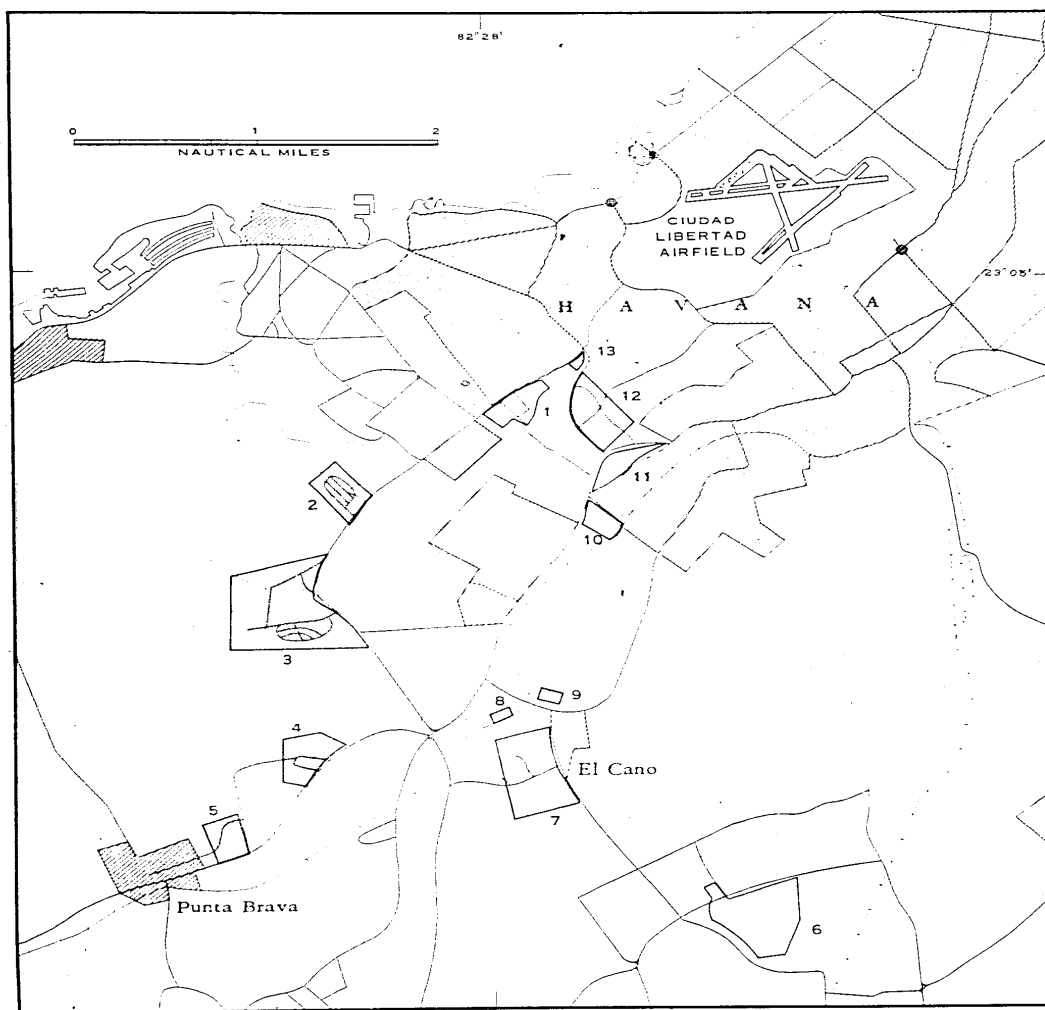 82°28'
0 1 2
NAUTICAL MILES
CIUDAD
LIBERTAD
AIRFIELD
23°05'
H A V A N A
13
12
1
11
2
10
3
9
8
4
El Cano
7
5
Punta Brava
6